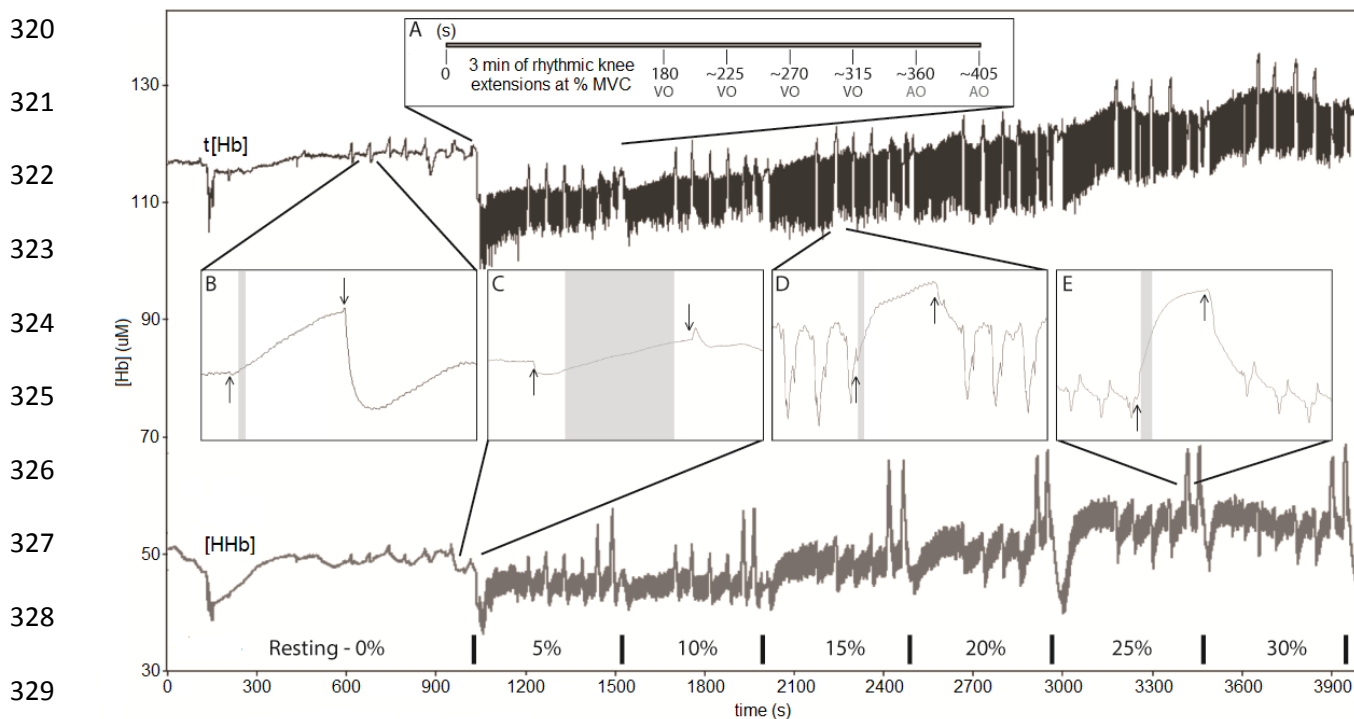 320
321
322
323
324
325
326
327
328
329
A (s)
0 3 min of rhythmic knee extensions at % MVC 180 ~225 ~270 ~315 ~360 ~405
VO VO VO VO AO AO
130
110
90
70
50
30
[Hb] (uM)
t[Hb]
B
C
D
E
[HHb]
Resting - 0% 5% 10% 15% 20% 25% 30%
0 300 600 900 1200 1500 1800 2100 2400 2700 3000 3300 3600 3900
time (s)